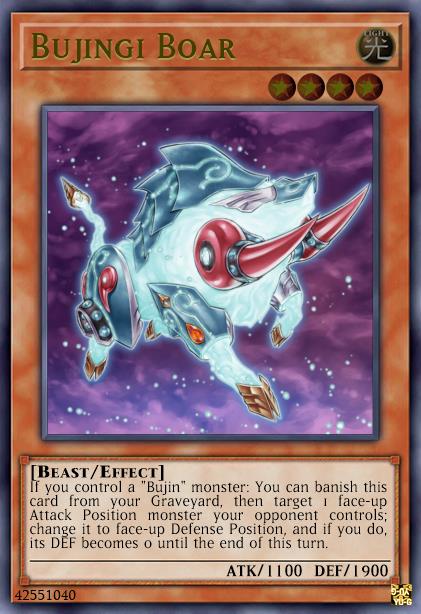 Bujingi Boar
LIGHT
光
[Beast/Effect]
If you control a "Bujin" monster: You can banish this
card from your Graveyard, then target 1 face-up
Attack Position monster your opponent controls;
change it to face-up Defense Position, and if you do,
its DEF becomes 0 until the end of this turn.
ATK/1100 DEF/1900
42551040